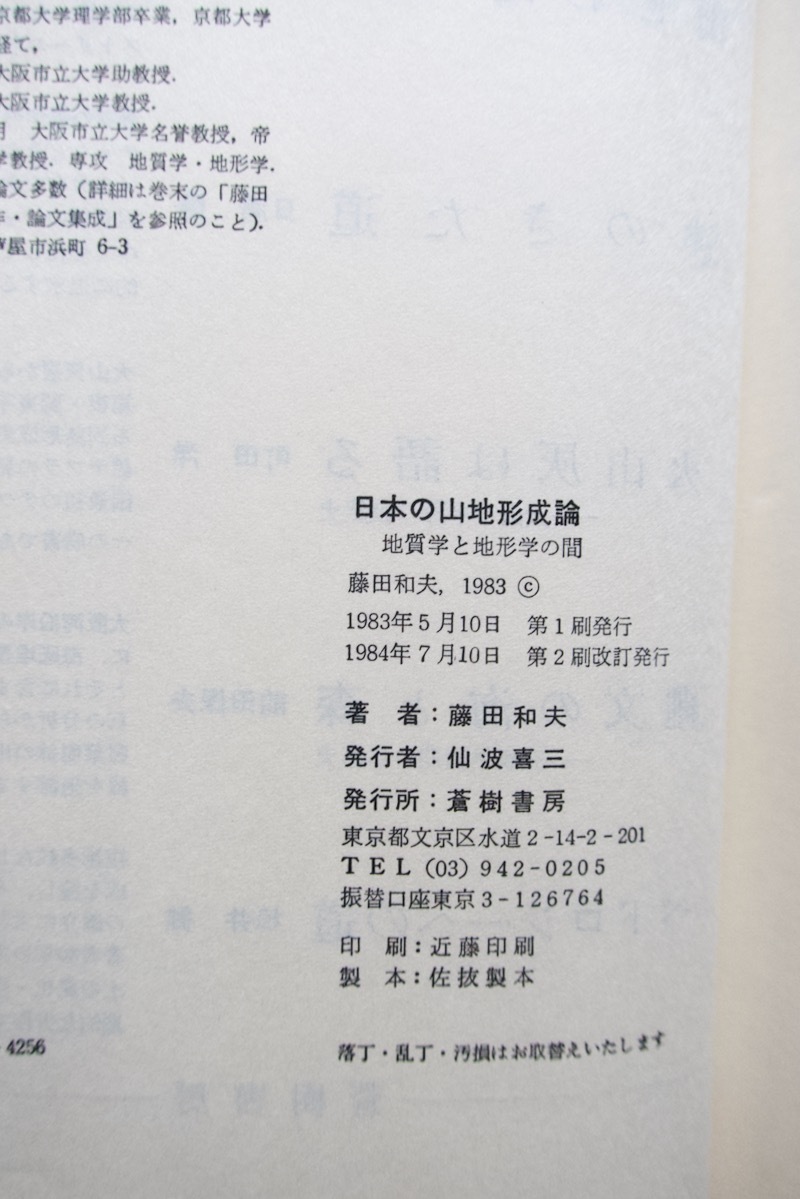 京都大学理学部卒業,京都大学
経て,
大阪市立大学助教授.
大阪市立大学教授.
月 大阪市立大学名誉教授,帝
学教授. 専攻 地質学・地形学.
論文多数(詳細は巻末の「藤田
作・論文集成」を参照のこと).
屋市浜町 6-3
日本の山地形成論
地質学と地形学の間
藤田和夫, 1983 ©
1983年5月10日 第1刷発行
1984年7月10日 第2刷改訂発行
著 者:藤田和夫
発行者:仙波喜三
発行所:蒼樹書房
東京都文京区水道2-14-2-201
TEL (03) 942-0205
振替口座東京3-126764
印 刷:近藤印刷
製 本:佐抜製本
4256
落丁・乱丁・汚損はお取替えいたします